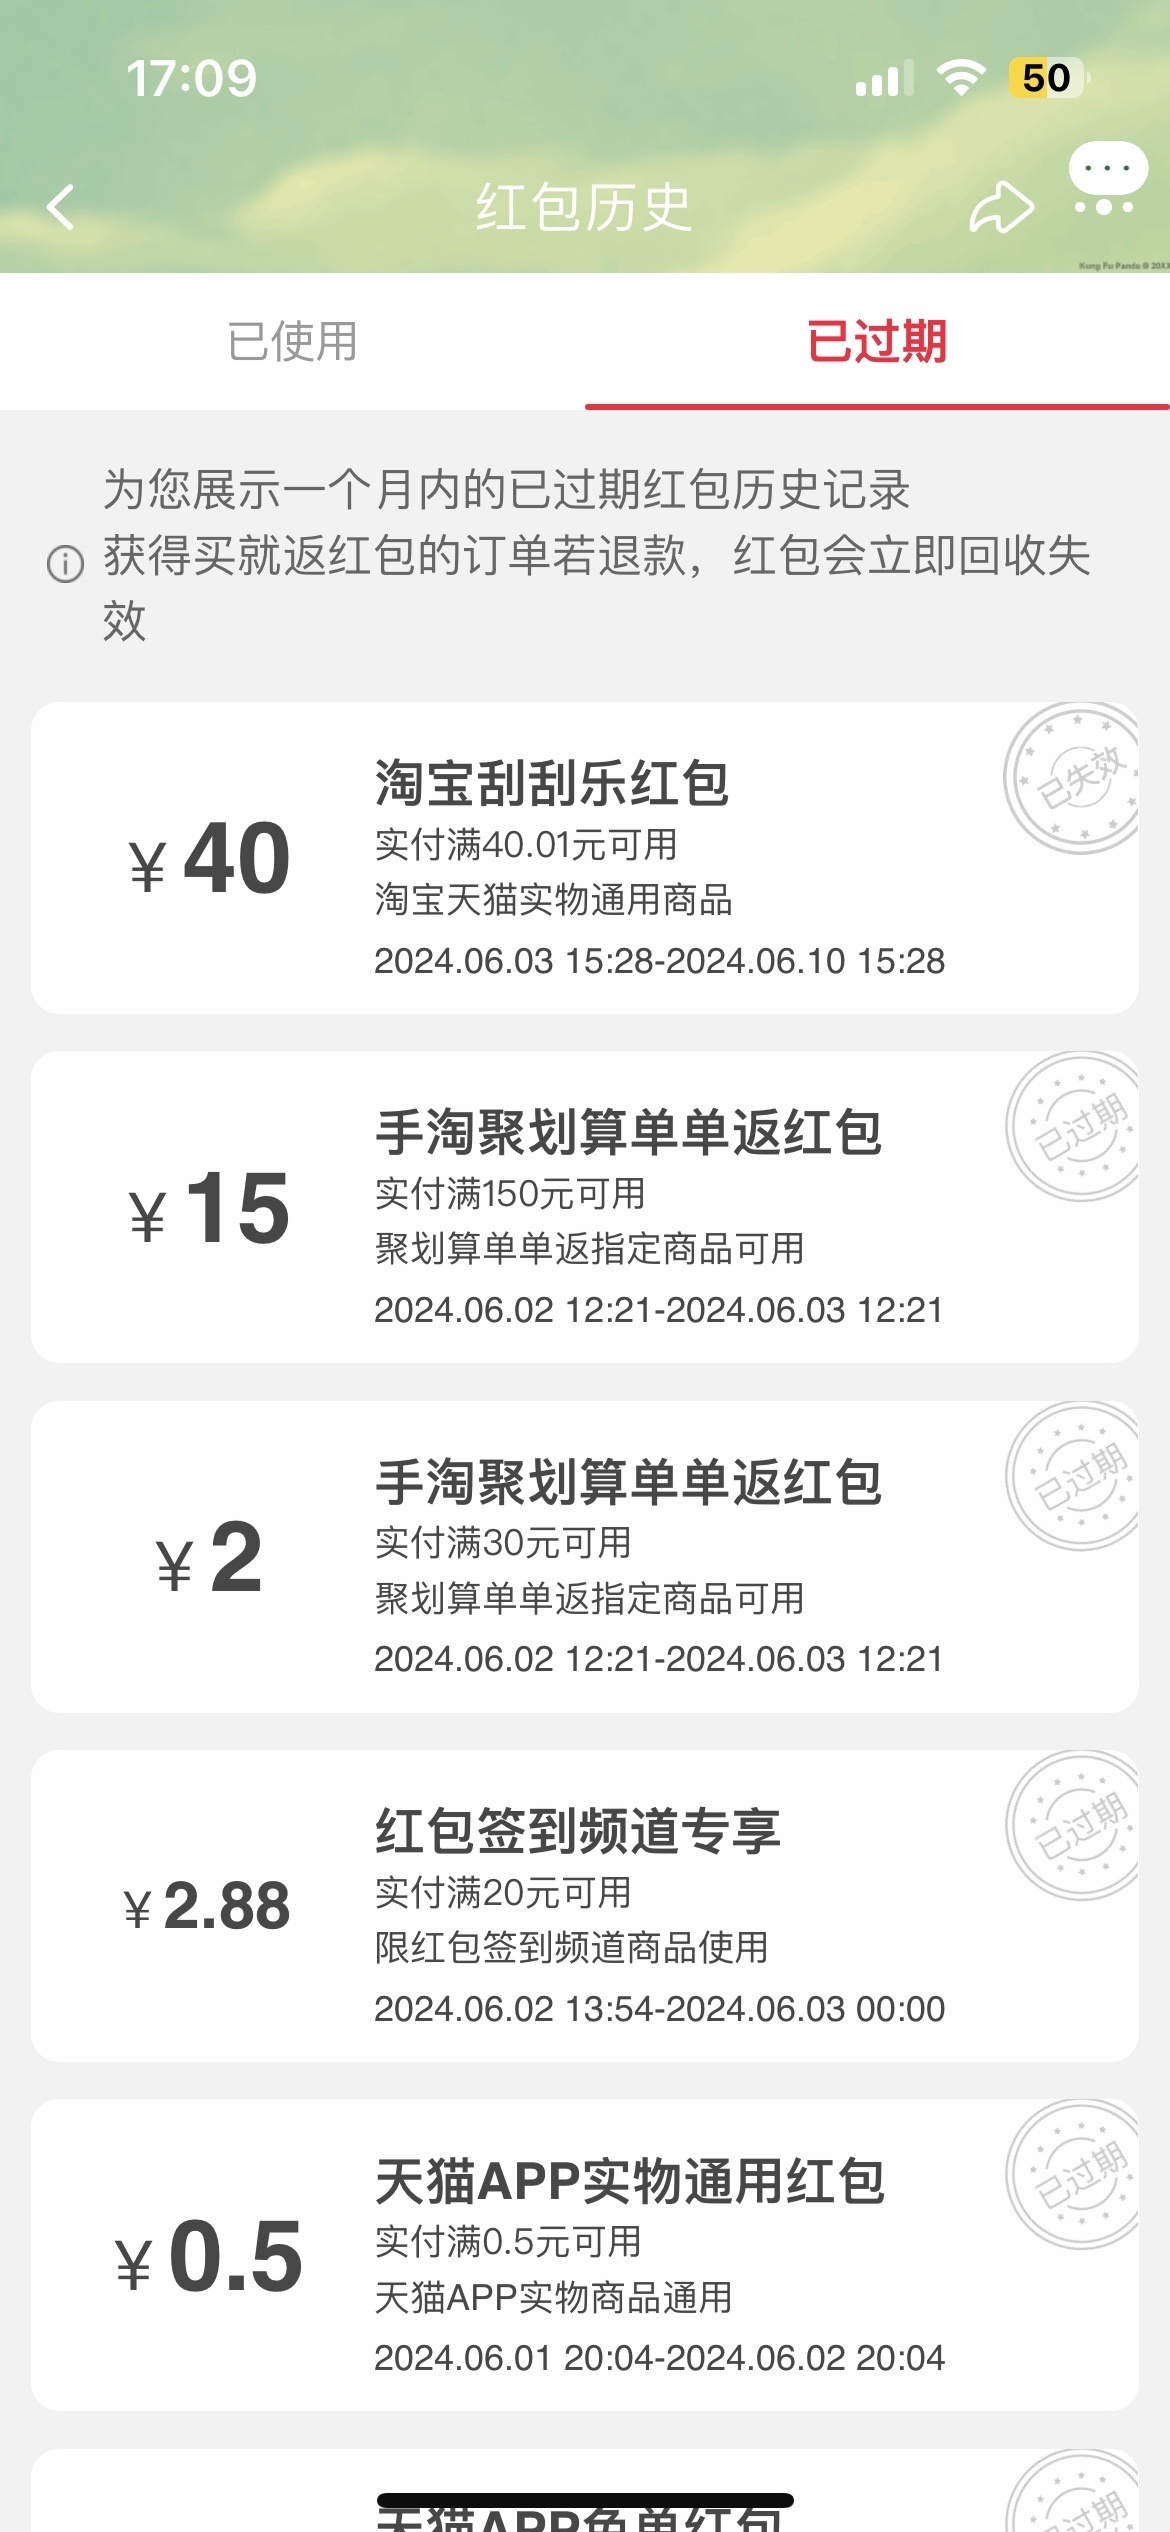 17:09
50
红包历史
Kung Fu Panda © 20XX
已使用
已过期
为您展示一个月内的已过期红包历史记录
获得买就返红包的订单若退款，红包会立即回收失
效
已失效
淘宝刮刮乐红包
¥ 40
实付满40.01元可用
淘宝天猫实物通用商品
2024.06.03 15:28-2024.06.10 15:28
已过期
手淘聚划算单单返红包
¥ 15
实付满150元可用
聚划算单单返指定商品可用
2024.06.02 12:21-2024.06.03 12:21
已过期
手淘聚划算单单返红包
¥ 2
实付满30元可用
聚划算单单返指定商品可用
2024.06.02 12:21-2024.06.03 12:21
已过期
红包签到频道专享
¥ 2.88
实付满20元可用
限红包签到频道商品使用
2024.06.02 13:54-2024.06.03 00:00
已过期
天猫APP实物通用红包
¥ 0.5
实付满0.5元可用
天猫APP实物商品通用
2024.06.01 20:04-2024.06.02 20:04
已过期
天猫APP免单红包